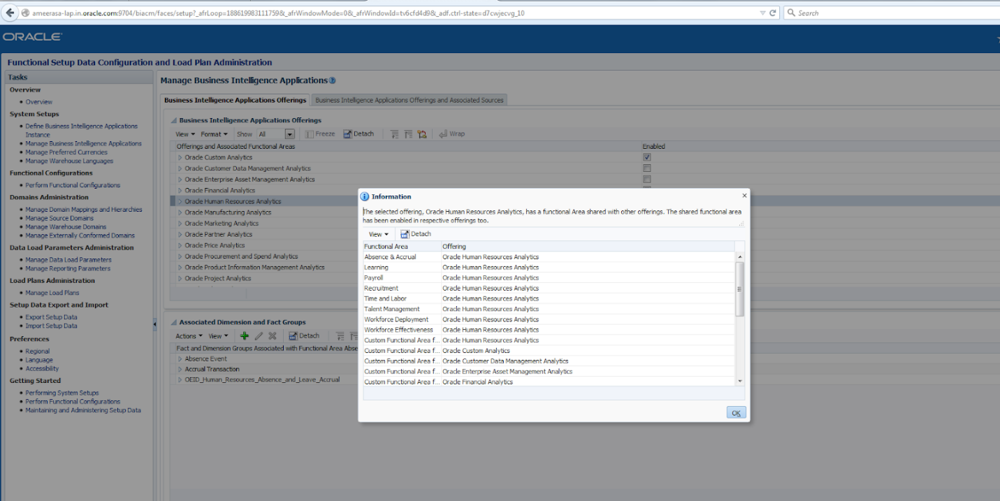 ameerasa-lap.in.oracle.com:9704/biacm/faces/setup?_afrLoop=188619983111759&_afrWindowMode=0&_afrWindowId=tv6cfd4d9&_adf.ctrl-state=d7cwjecvg_10
Search
ORACLE
Functional Setup Data Configuration and Load Plan Administration
Tasks
Overview
Overview
System Setups
Define Business Intelligence Applications
Instance
Manage Business Intelligence Applications
Manage Preferred Currencies
Manage Warehouse Languages
Functional Configurations
Perform Functional Configurations
Domains Administration
Manage Domain Mappings and Hierarchies
Manage Source Domains
Manage Warehouse Domains
Manage Externally Conformed Domains
Data Load Parameters Administration
Manage Data Load Parameters
Manage Reporting Parameters
Load Plans Administration
Manage Load Plans
Setup Data Export and Import
Export Setup Data
Import Setup Data
Preferences
Regional
Language
Accessibility
Getting Started
Performing System Setups
Perform Functional Configurations
Maintaining and Administering Setup Data
Manage Business Intelligence Applications
Business Intelligence Applications Offerings Business Intelligence Applications Offerings and Associated Sources
Business Intelligence Applications Offerings
View Format Show All Freeze Detach Wrap
Offerings and Associated Functional Areas Enabled
Oracle Custom Analytics
Oracle Customer Data Management Analytics
Oracle Enterprise Asset Management Analytics
Oracle Financial Analytics
Oracle Human Resources Analytics
Oracle Manufacturing Analytics
Oracle Marketing Analytics
Oracle Partner Analytics
Oracle Price Analytics
Oracle Procurement and Spend Analytics
Oracle Product Information Management Analytics
Oracle Project Analytics
Associated Dimension and Fact Groups
Actions View Detach
Fact and Dimension Groups Associated with Functional Area Abse
Absence Event
Accrual Transaction
OEID_Human_Resources_Absence_and_Leave_Accrual
Information
The selected offering, Oracle Human Resources Analytics, has a functional Area shared with other offerings. The shared functional area
has been enabled in respective offerings too.
View Detach
Functional Area Offering
Absence & Accrual Oracle Human Resources Analytics
Learning Oracle Human Resources Analytics
Payroll Oracle Human Resources Analytics
Recruitment Oracle Human Resources Analytics
Time and Labor Oracle Human Resources Analytics
Talent Management Oracle Human Resources Analytics
Workforce Deployment Oracle Human Resources Analytics
Workforce Effectiveness Oracle Human Resources Analytics
Custom Functional Area f... Oracle Human Resources Analytics
Custom Functional Area f... Oracle Custom Analytics
Custom Functional Area f... Oracle Customer Data Management Analytics
Custom Functional Area f... Oracle Enterprise Asset Management Analytics
Custom Functional Area f... Oracle Financial Analytics
OK